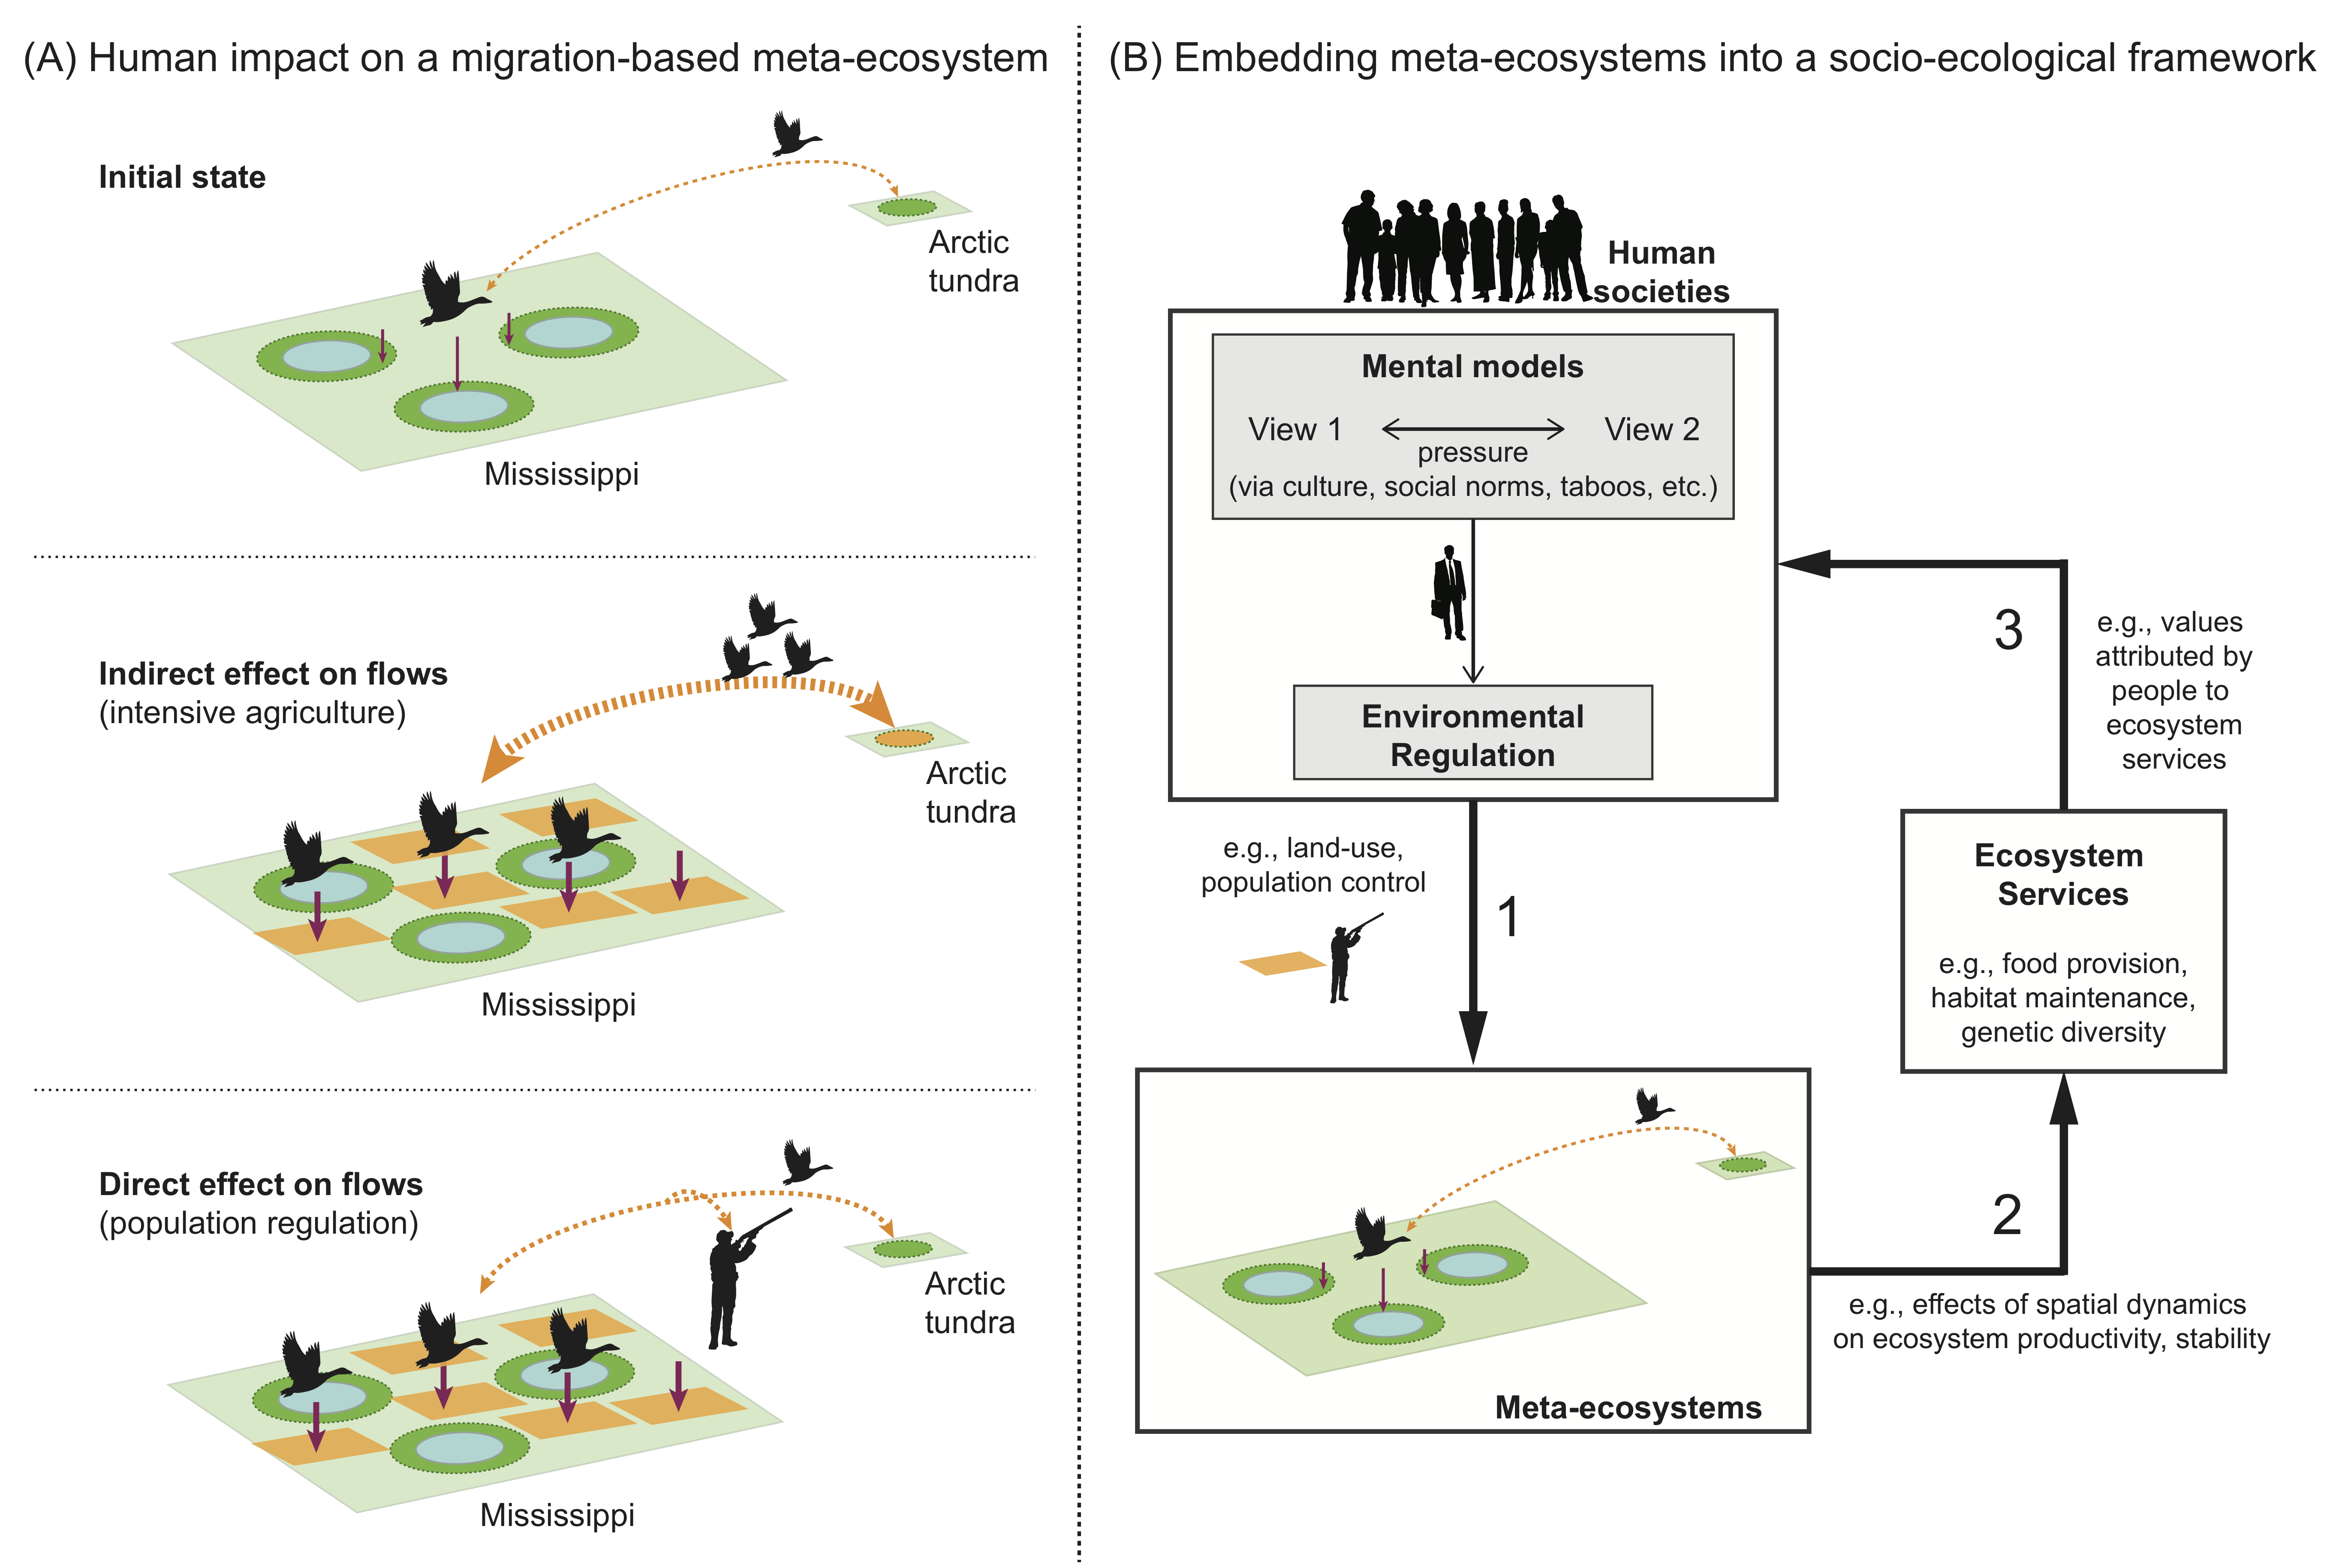 (A) Human impact on a migration-based meta-ecosystem
Initial state
Arctic
tundra
Mississippi
Indirect effect on flows
(intensive agriculture)
Arctic
tundra
Mississippi
Direct effect on flows
(population regulation)
Arctic
tundra
Mississippi
(B) Embedding meta-ecosystems into a socio-ecological framework
Human
societies
Mental models
View 1
View 2
pressure
(via culture, social norms, taboos, etc.)
Environmental
Regulation
e.g., land-use,
population control
1
Meta-ecosystems
2
e.g., effects of spatial dynamics
on ecosystem productivity, stability
Ecosystem
Services
e.g., food provision,
habitat maintenance,
genetic diversity
3
e.g., values
attributed by
people to
ecosystem
services